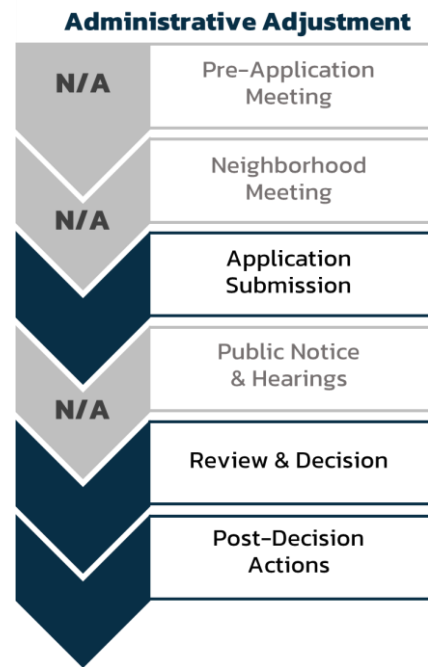 Administrative Adjustment
N/A
Pre-Application
Meeting
Neighborhood
Meeting
N/A
Application
Submission
Public Notice
& Hearings
N/A
Review & Decision
Post-Decision
Actions